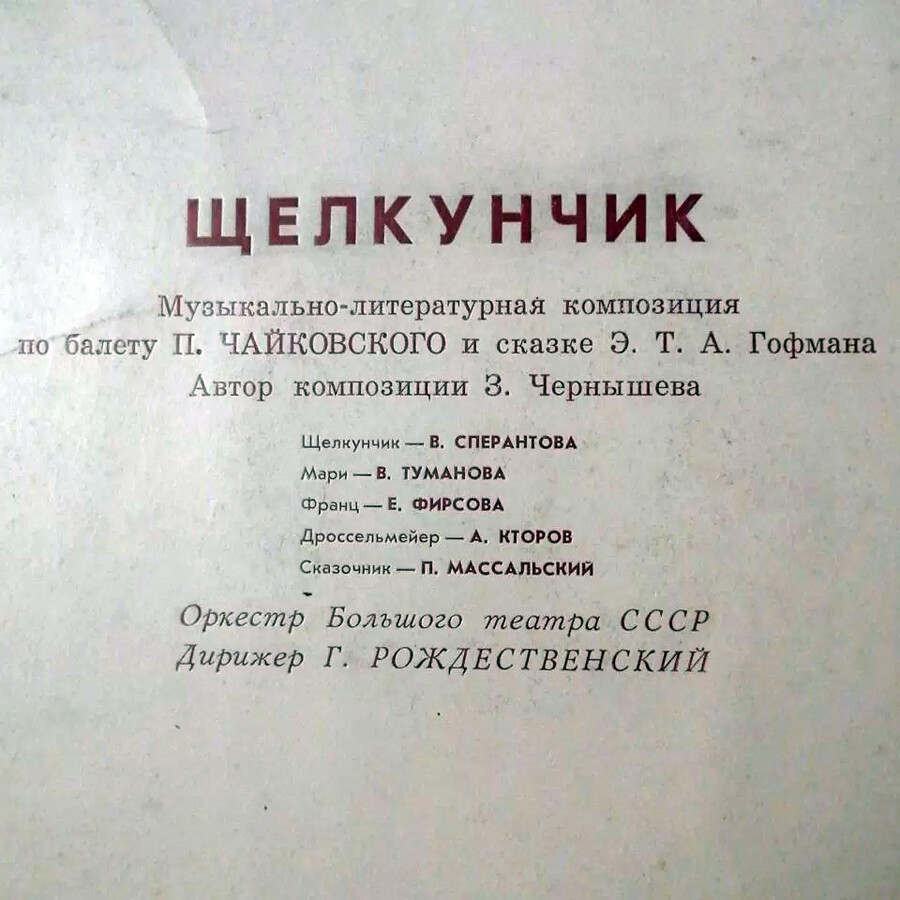 ЩЕЛКУНЧИК
Музыкально-литературная композиция
по балету П. ЧАЙКОВСКОГО и сказке Э. Т. А. Гофмана
Автор композиции З. Чернышева
Щелкунчик — В. СПЕРАНТОВА
Мари — В. ТУМАНОВА
Франц — Е. ФИРСОВА
Дроссельмейер — А. КТОРОВ
Сказочник — П. МАССАЛЬСКИЙ
Оркестр Большого театра СССР
Дирижер Г. РОЖДЕСТВЕНСКИЙ